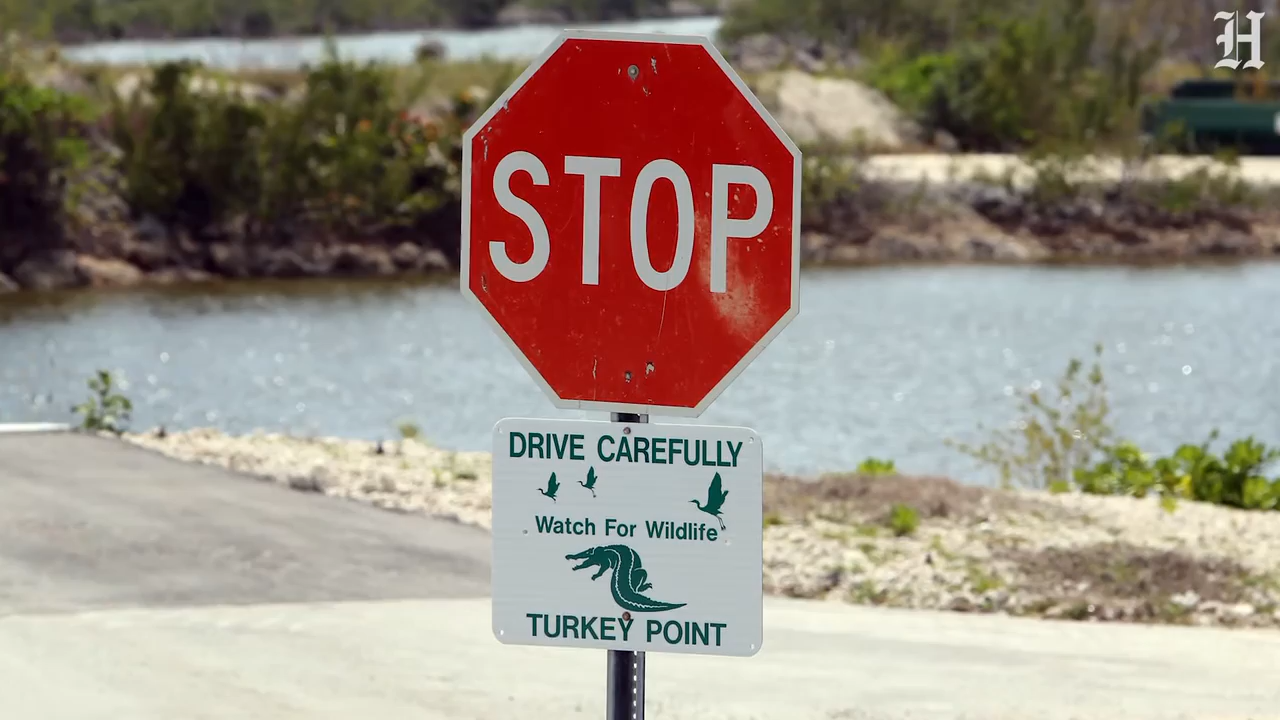 H
STOP
DRIVE CAREFULLY
Watch For Wildlife
TURKEY POINT